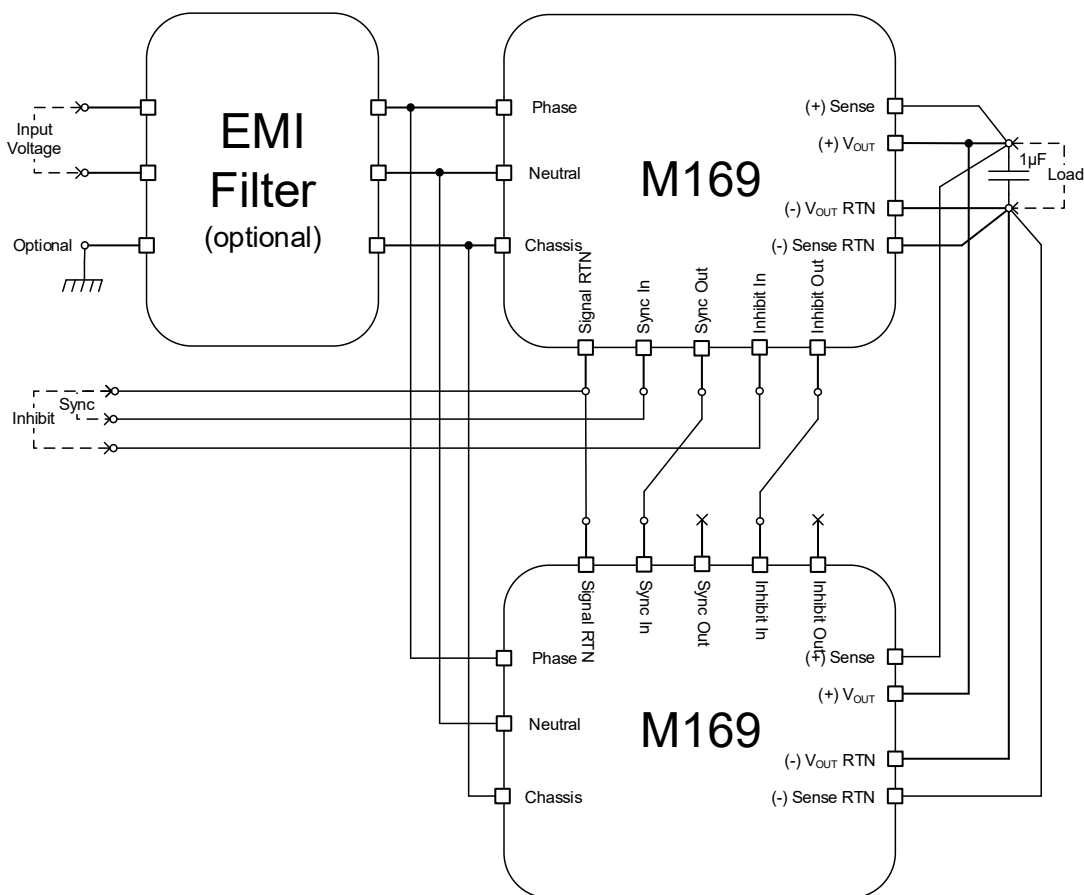 Input
Voltage
Optional
EMI
Filter
(optional)
Phase
Neutral
Chassis
M169
(+) Sense
(+) VOUT
(-) VOUT RTN
(-) Sense RTN
1µF
Load
Signal RTN
Sync In
Sync Out
Inhibit In
Inhibit Out
Sync
Inhibit
Signal RTN
Sync In
Sync Out
Inhibit In
Inhibit Out
Phase
Neutral
Chassis
M169
(+) Sense
(+) VOUT
(-) VOUT RTN
(-) Sense RTN